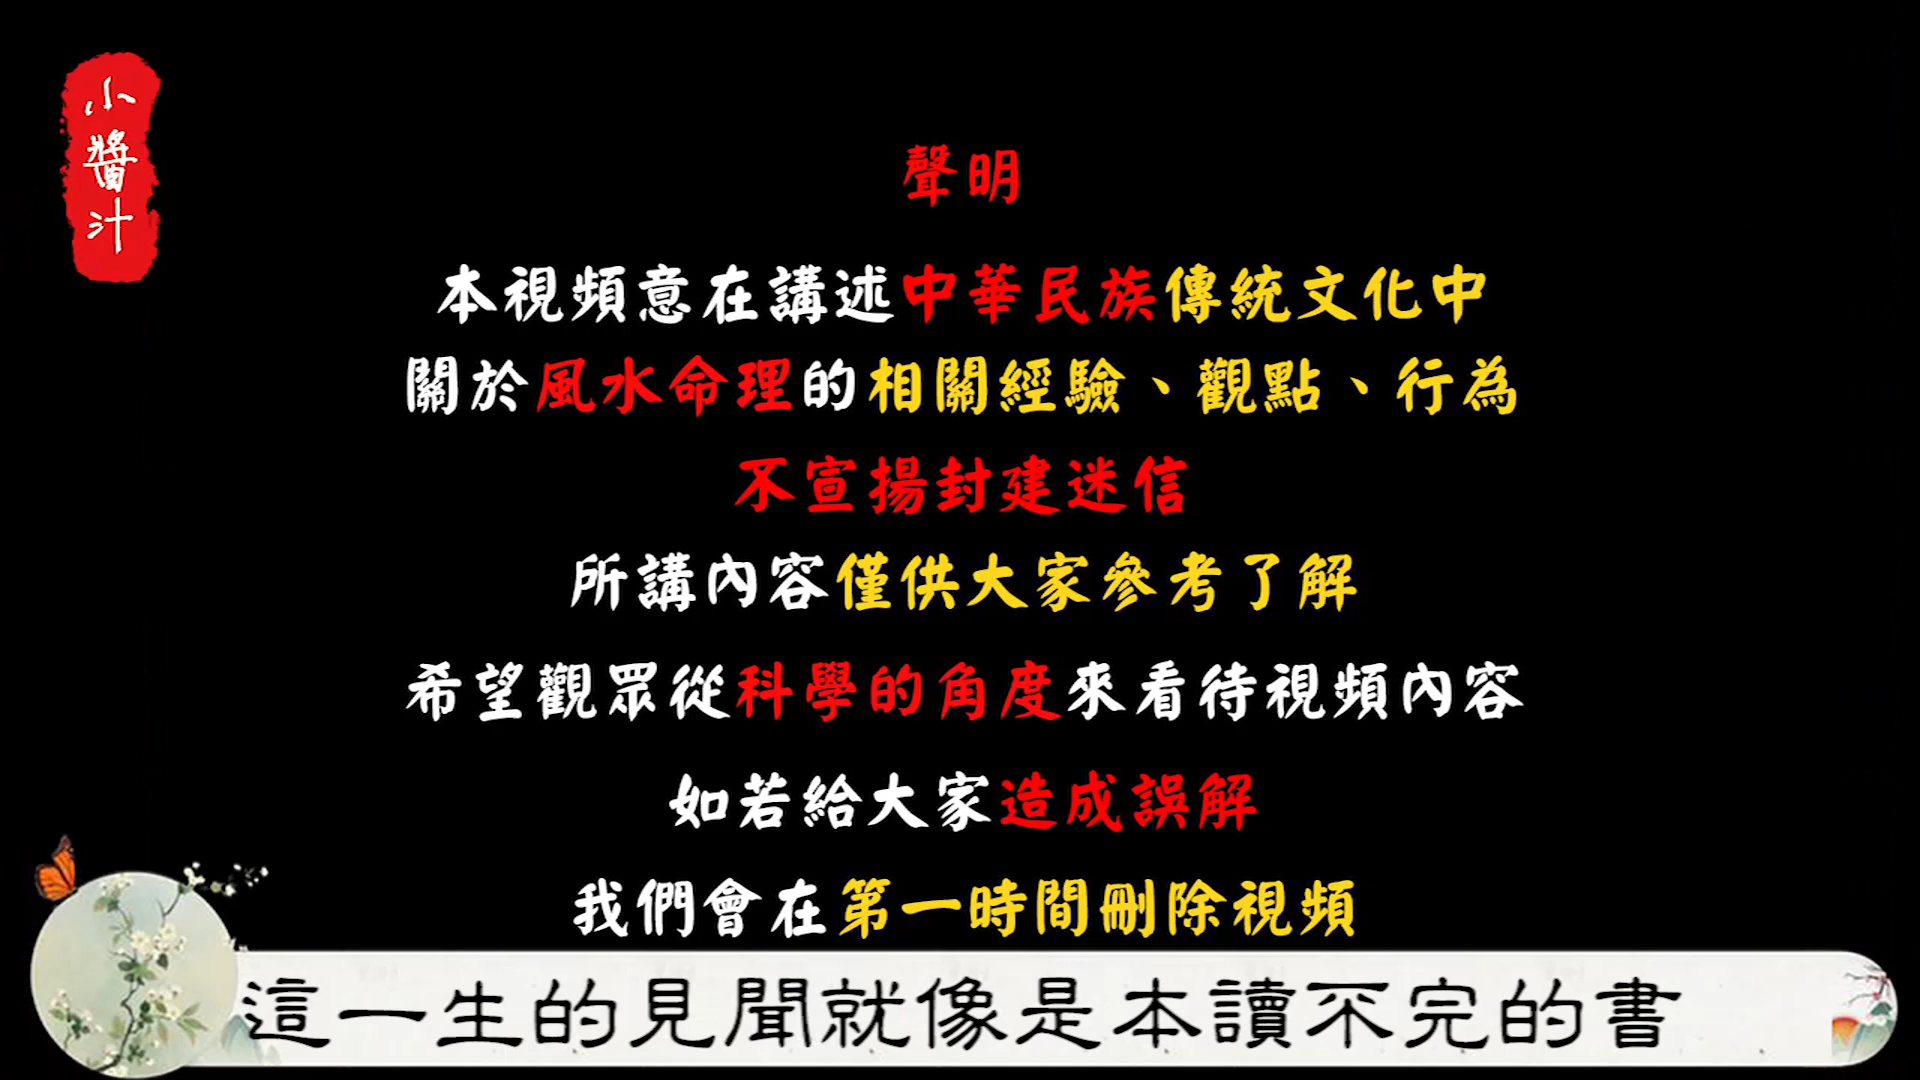 小醬汁
聲明
本視頻意在講述中華民族傳統文化中
關於風水命理的相關經驗、觀點、行為
不宣揚封建迷信
所講內容僅供大家參考了解
希望觀眾從科學的角度來看待視頻內容
如若給大家造成誤解
我們會在第一時間刪除視頻
這一生的見聞就像是本讀不完的書